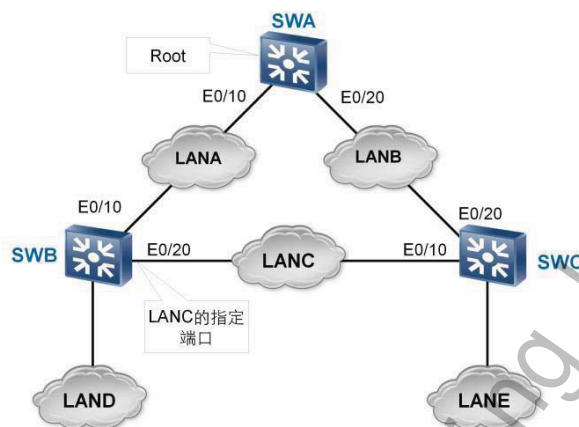 SWA
Root
E0/10
E0/20
LANA
LANB
E0/10
E0/20
SWB
E0/20
LANC
E0/10
SWC
LANC的指定
端口
LAND
LANE